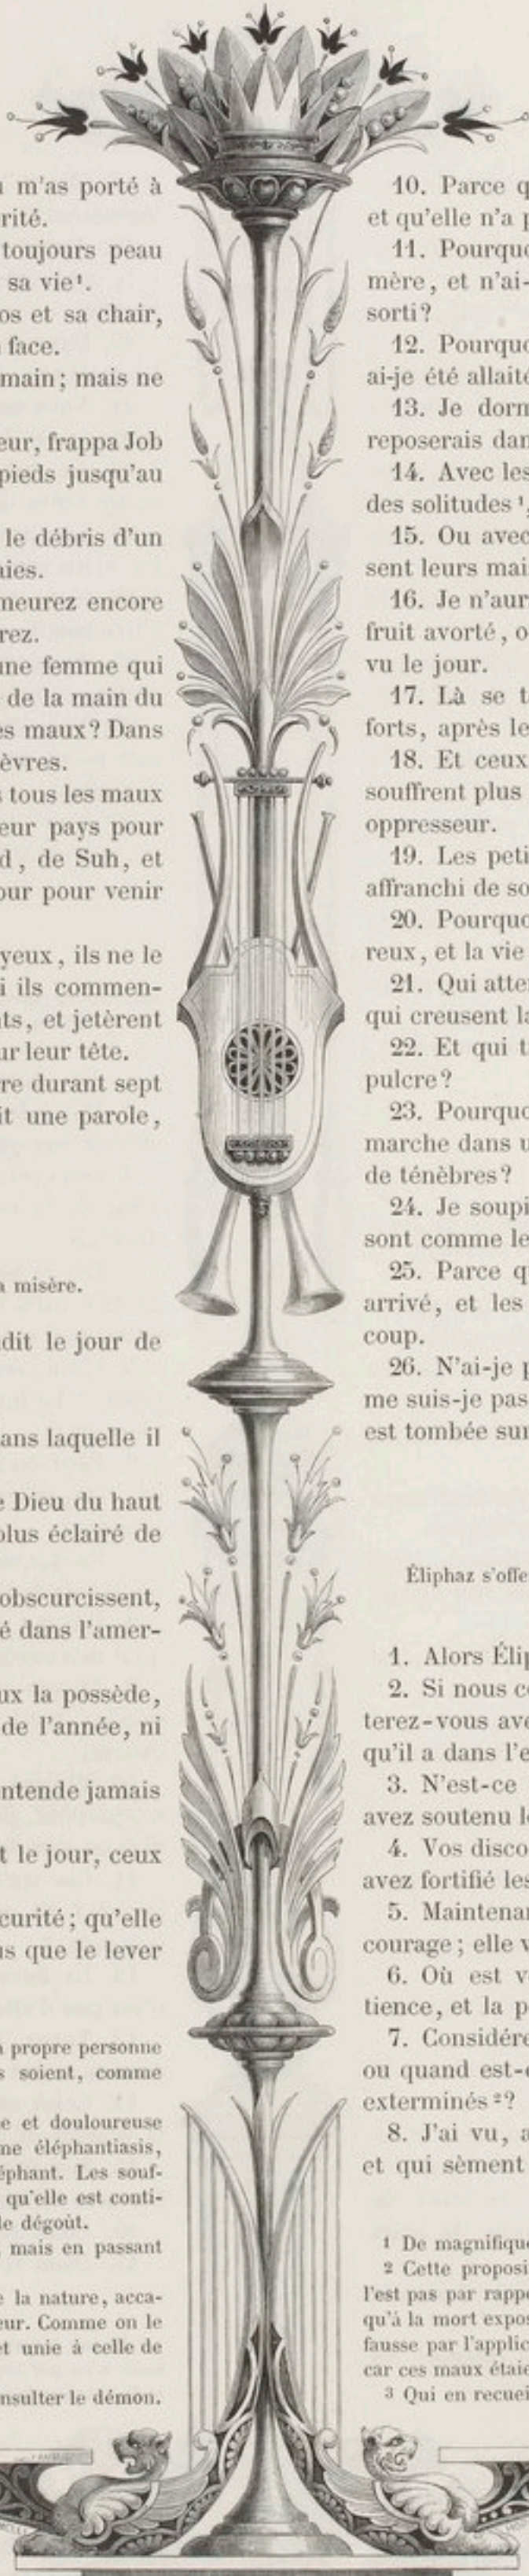 m'as porté à
rité.
toujours peau
sa vie¹.
os et sa chair,
face.
main; mais ne
eur, frappa Job
pieds jusqu'au
le débris d'un
aies.
meurez encore
rez.
une femme qui
de la main du
es maux? Dans
èvres.
s tous les maux
eur pays pour
d, de Suh, et
our pour venir
yeux, ils ne le
i ils commen-
ts, et jetèrent
ur leur tête.
re durant sept
it une parole,
a misère.
dit le jour de
ans laquelle il
e Dieu du haut
plus éclairé de
obscurcissent,
é dans l'amer-
ux la possède,
de l'année, ni
ntende jamais
t le jour, ceux
curité; qu'elle
us que le lever
a propre personne
s soient, comme
e et douloureuse
me éléphantiasis,
éphant. Les souf-
qu'elle est conti-
le dégoût.
mais en passant
e la nature, acca-
eur. Comme on le
et unie à celle de
nsulter le démon.
10. Parce q
et qu'elle n'a p
11. Pourquo
mère, et n'ai-
sorti?
12. Pourquo
ai-je été allaité
13. Je dorm
reposerais dan
14. Avec les
des solitudes¹,
15. Ou avec
sent leurs mai
16. Je n'aur
fruit avorté, o
vu le jour.
17. Là se t
forts, après le
18. Et ceux
souffrent plus
oppresseur.
19. Les peti
affranchi de so
20. Pourquo
reux, et la vie
21. Qui atte
qui creusent la
22. Et qui t
pulcre?
23. Pourquo
marche dans u
de ténèbres?
24. Je soupi
sont comme le
25. Parce q
arrivé, et les
coup.
26. N'ai-je p
me suis-je pas
est tombée sur
Éliphaz s'offe
1. Alors Élip
2. Si nous co
terez-vous ave
qu'il a dans l'e
3. N'est-ce
avez soutenu le
4. Vos disco
avez fortifié les
5. Maintenan
courage; elle v
6. Où est v
tience, et la p
7. Considére
ou quand est-c
exterminés²?
8. J'ai vu, a
et qui sèment
1 De magnifique
2 Cette proposi
l'est pas par rappo
qu'à la mort expos
fausse par l'applic
car ces maux étaie
3 Qui en recuei